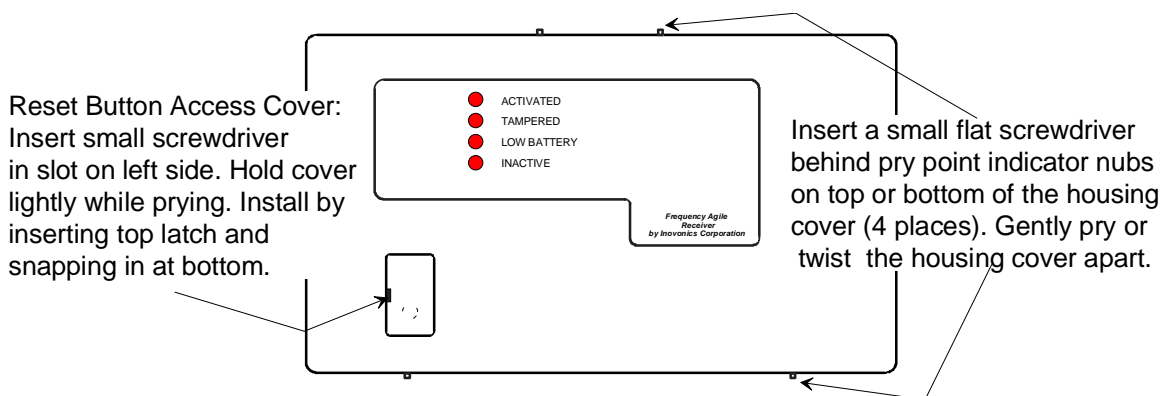 Reset Button Access Cover:
Insert small screwdriver
in slot on left side. Hold cover
lightly while prying. Install by
inserting top latch and
snapping in at bottom.
ACTIVATED
TAMPERED
LOW BATTERY
INACTIVE
Frequency Agile
Receiver
by Inovonics Corporation
Insert a small flat screwdriver
behind pry point indicator nubs
on top or bottom of the housing
cover (4 places). Gently pry or
twist the housing cover apart.